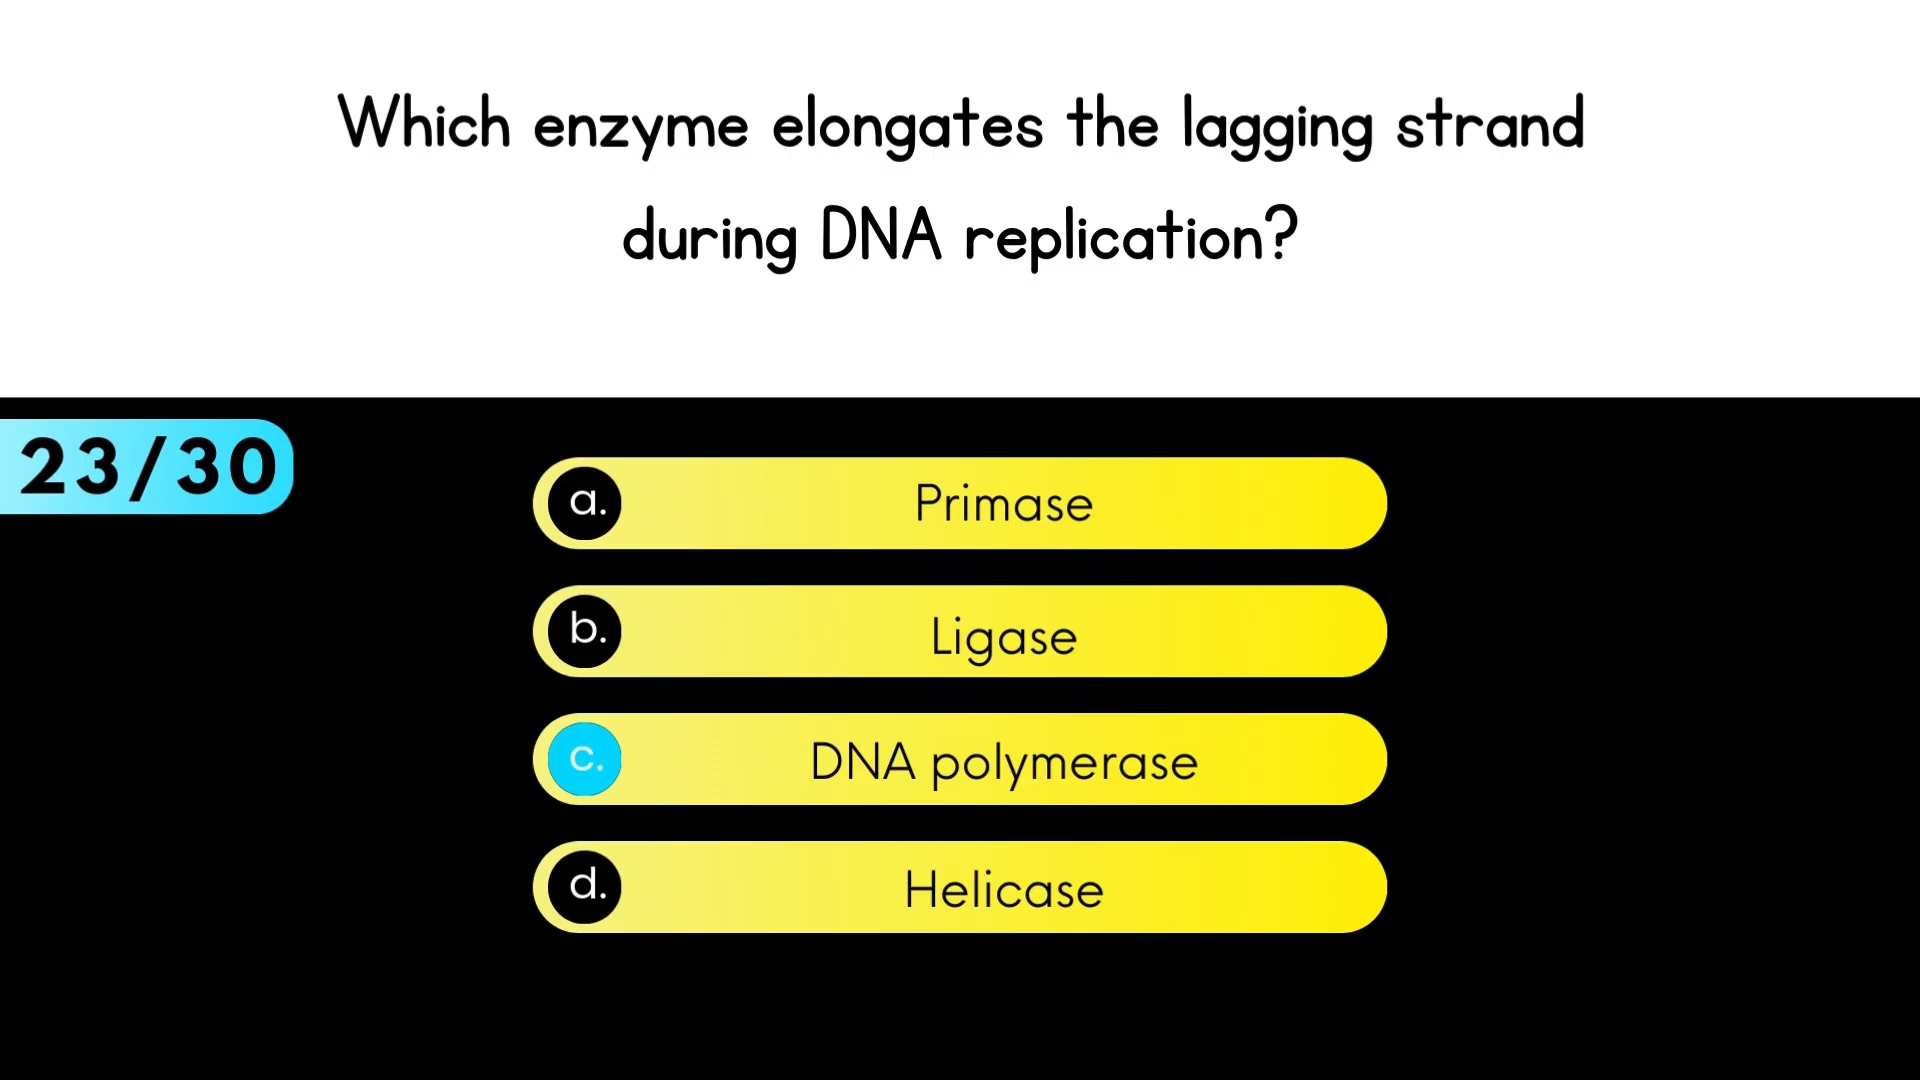 Which enzyme elongates the lagging strand
during DNA replication?
23/30
a. Primase
b. Ligase
c. DNA polymerase
d. Helicase